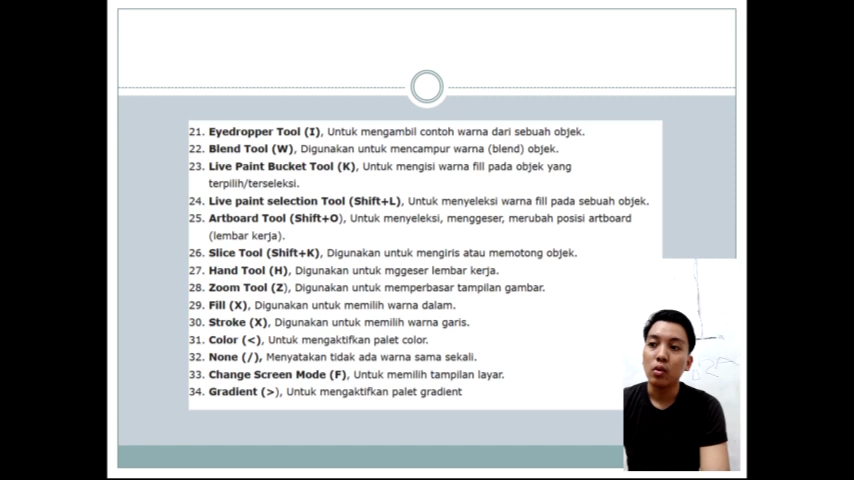 21. Eyedropper Tool (I), Untuk mengambil contoh warna dari sebuah objek.
22. Blend Tool (W), Digunakan untuk mencampur warna (blend) objek.
23. Live Paint Bucket Tool (K), Untuk mengisi warna fill pada objek yang
terpilih/terseleksi.
24. Live paint selection Tool (Shift+L), Untuk menyeleksi warna fill pada sebuah objek.
25. Artboard Tool (Shift+O), Untuk menyeleksi, menggeser, merubah posisi artboard
(lembar kerja).
26. Slice Tool (Shift+K), Digunakan untuk mengiris atau memotong objek.
27. Hand Tool (H), Digunakan untuk mggeser lembar kerja.
28. Zoom Tool (Z), Digunakan untuk memperbasar tampilan gambar.
29. Fill (X), Digunakan untuk memilih warna dalam.
30. Stroke (X), Digunakan untuk memilih warna garis.
31. Color (<), Untuk mengaktifkan palet color.
32. None (/), Menyatakan tidak ada warna sama sekali.
33. Change Screen Mode (F), Untuk memilih tampilan layar.
34. Gradient (>), Untuk mengaktifkan palet gradient